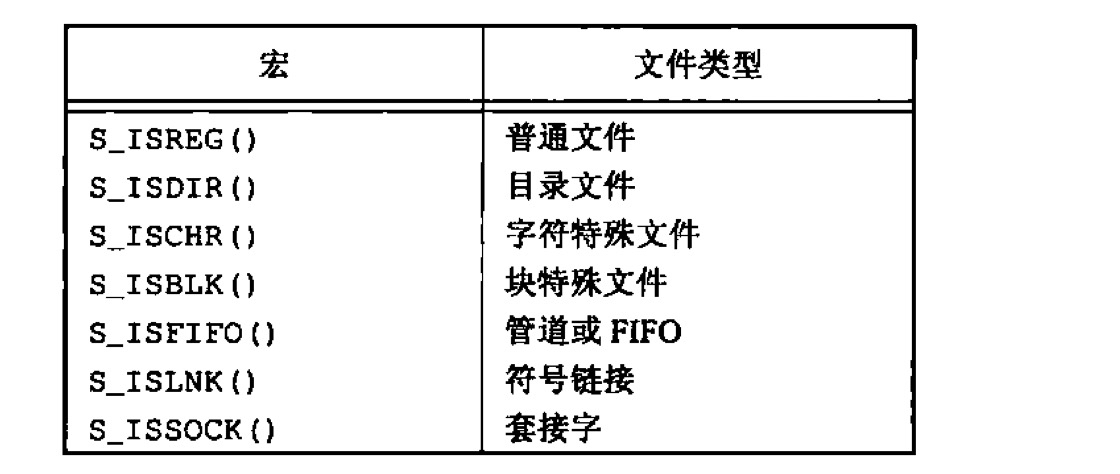 宏 文件类型
S_ISREG() 普通文件
S_ISDIR() 目录文件
S_ISCHR() 字符特殊文件
S_ISBLK() 块特殊文件
S_ISFIFO() 管道或 FIFO
S_ISLNK() 符号链接
S_ISSOCK() 套接字